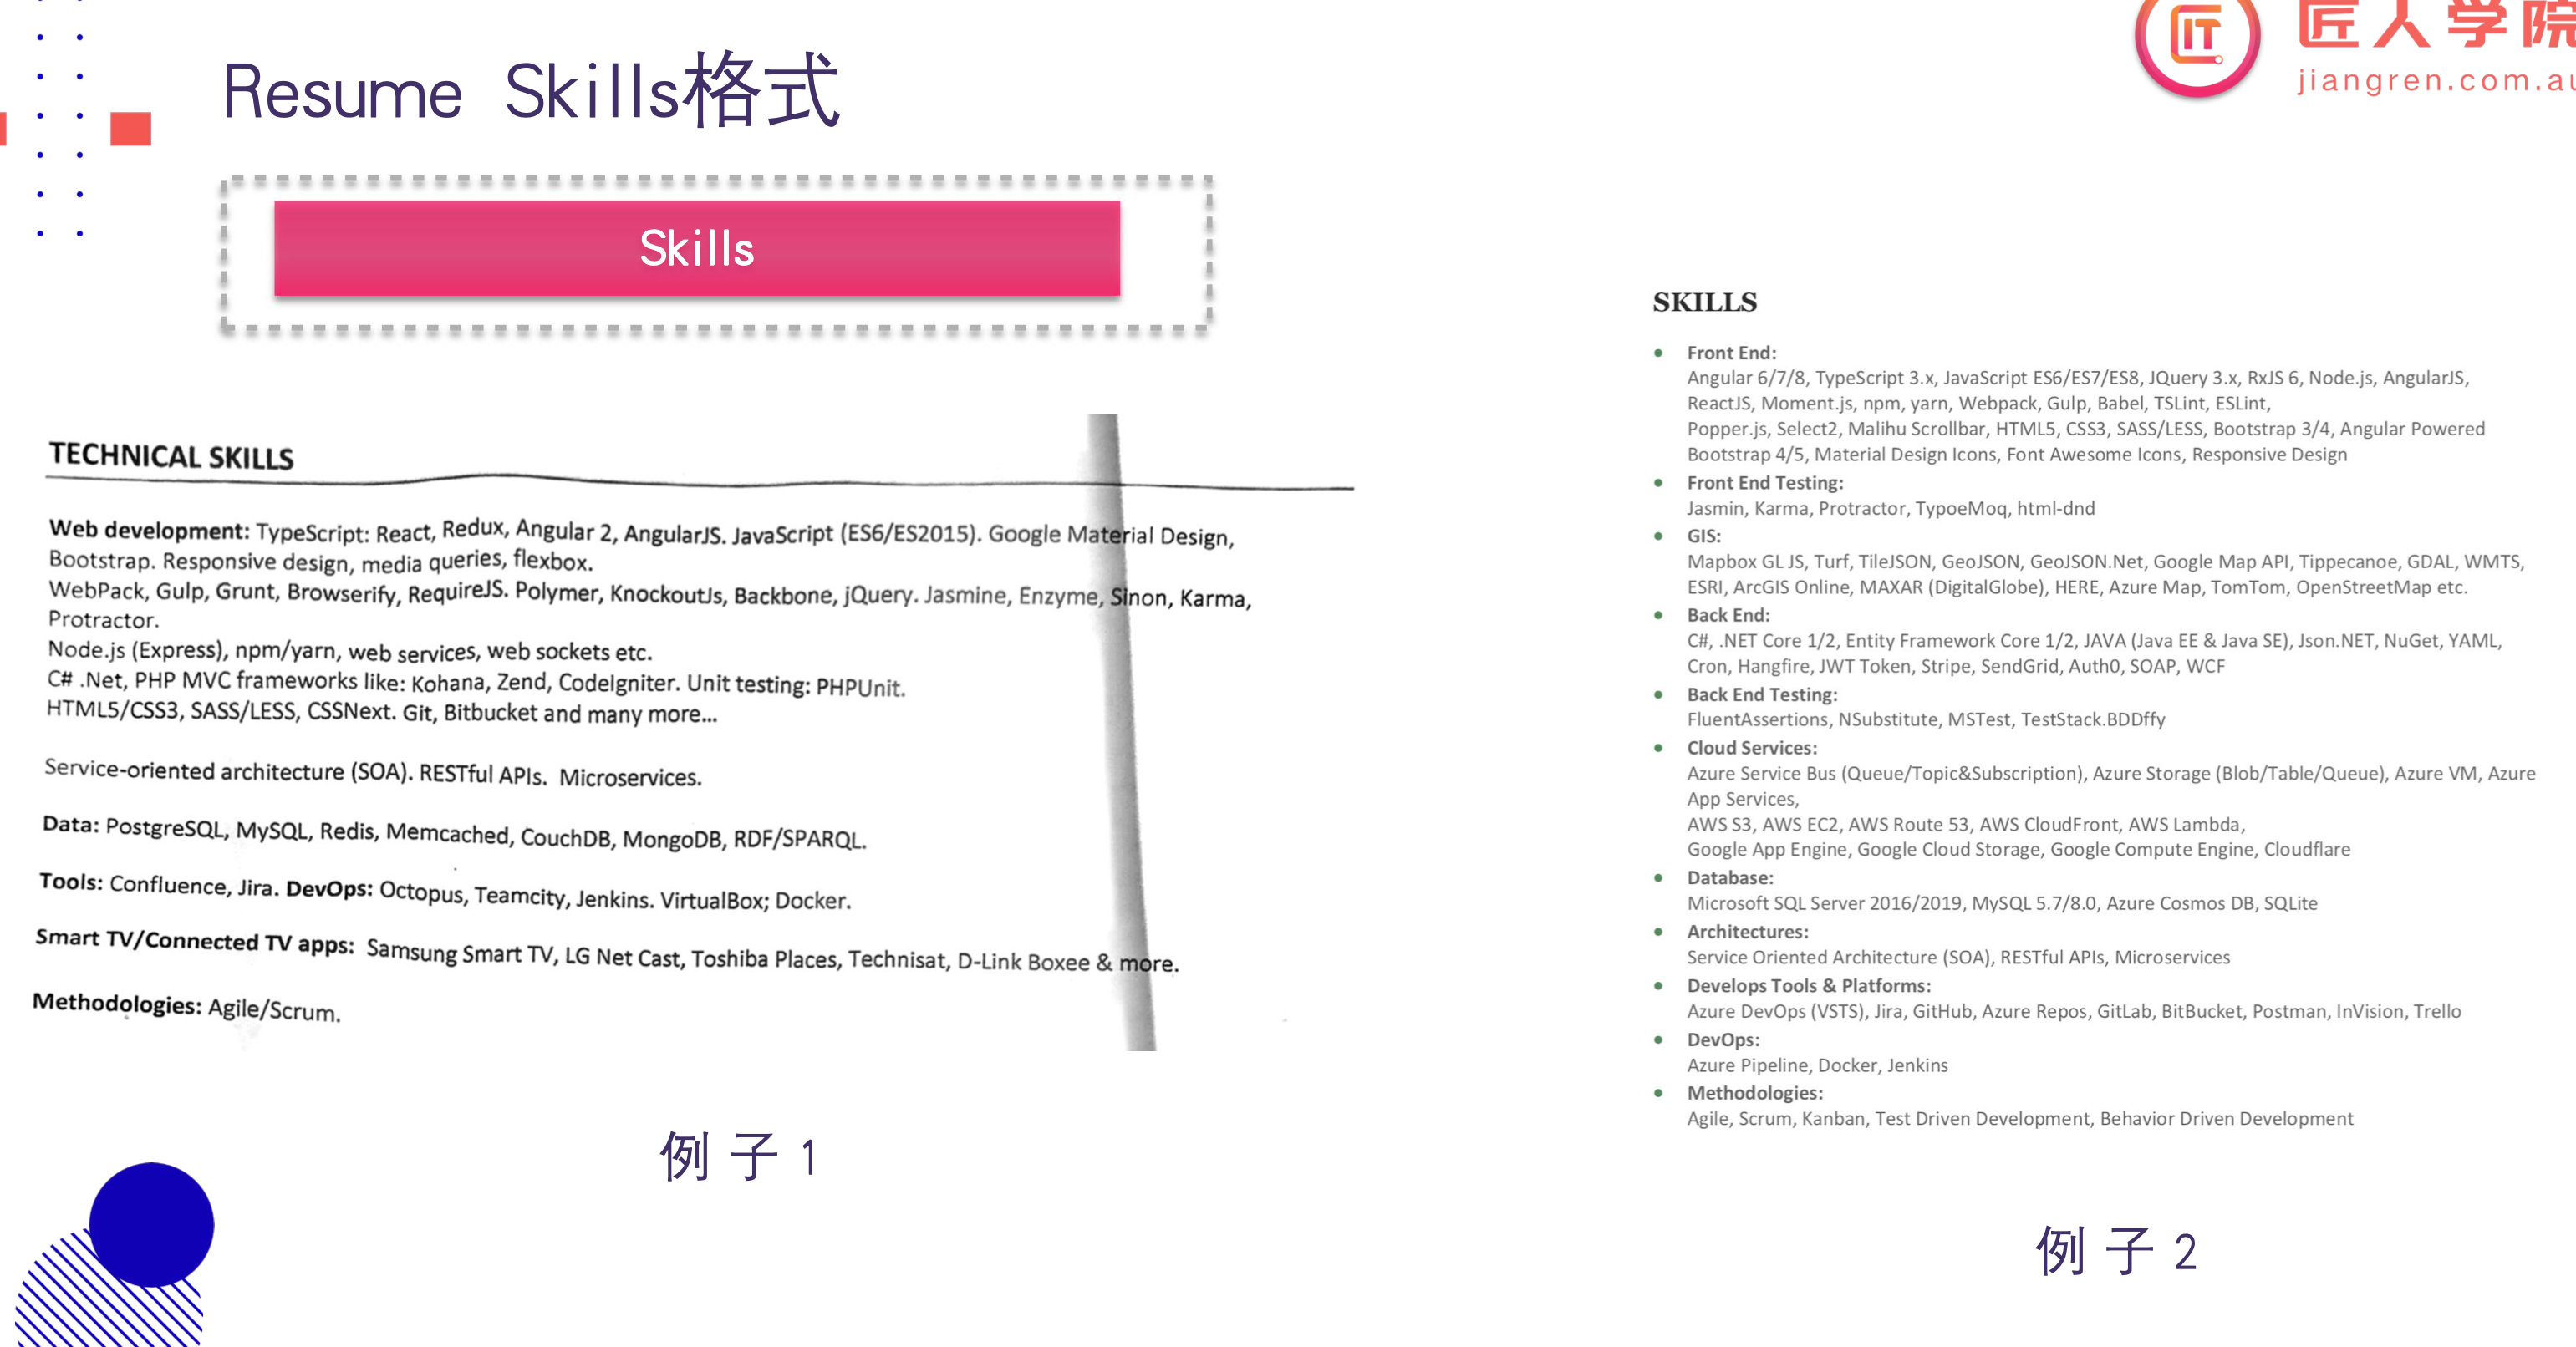 Resume Skills格式
IT 匠人学院
jiangren.com.au
Skills
TECHNICAL SKILLS
Web development: TypeScript: React, Redux, Angular 2, AngularJS. JavaScript (ES6/ES2015). Google Material Design,
Bootstrap. Responsive design, media queries, flexbox.
WebPack, Gulp, Grunt, Browserify, RequireJS. Polymer, KnockoutJs, Backbone, jQuery. Jasmine, Enzyme, Sinon, Karma,
Protractor.
Node.js (Express), npm/yarn, web services, web sockets etc.
C# .Net, PHP MVC frameworks like: Kohana, Zend, CodeIgniter. Unit testing: PHPUnit.
HTML5/CSS3, SASS/LESS, CSSNext. Git, Bitbucket and many more...
Service-oriented architecture (SOA). RESTful APIs. Microservices.
Data: PostgreSQL, MySQL, Redis, Memcached, CouchDB, MongoDB, RDF/SPARQL.
Tools: Confluence, Jira. DevOps: Octopus, Teamcity, Jenkins. VirtualBox; Docker.
Smart TV/Connected TV apps: Samsung Smart TV, LG Net Cast, Toshiba Places, Technisat, D-Link Boxee & more.
Methodologies: Agile/Scrum.
例子1
SKILLS
• Front End:
Angular 6/7/8, TypeScript 3.x, JavaScript ES6/ES7/ES8, JQuery 3.x, RxJS 6, Node.js, AngularJS,
ReactJS, Moment.js, npm, yarn, Webpack, Gulp, Babel, TSLint, ESLint,
Popper.js, Select2, Malihu Scrollbar, HTML5, CSS3, SASS/LESS, Bootstrap 3/4, Angular Powered
Bootstrap 4/5, Material Design Icons, Font Awesome Icons, Responsive Design
• Front End Testing:
Jasmin, Karma, Protractor, TypoeMoq, html-dnd
• GIS:
Mapbox GL JS, Turf, TileJSON, GeoJSON, GeoJSON.Net, Google Map API, Tippecanoe, GDAL, WMTS,
ESRI, ArcGIS Online, MAXAR (DigitalGlobe), HERE, Azure Map, TomTom, OpenStreetMap etc.
• Back End:
C#, .NET Core 1/2, Entity Framework Core 1/2, JAVA (Java EE & Java SE), Json.NET, NuGet, YAML,
Cron, Hangfire, JWT Token, Stripe, SendGrid, Auth0, SOAP, WCF
• Back End Testing:
FluentAssertions, NSubstitute, MSTest, TestStack.BDDffy
• Cloud Services:
Azure Service Bus (Queue/Topic&Subscription), Azure Storage (Blob/Table/Queue), Azure VM, Azure
App Services,
AWS S3, AWS EC2, AWS Route 53, AWS CloudFront, AWS Lambda,
Google App Engine, Google Cloud Storage, Google Compute Engine, Cloudflare
• Database:
Microsoft SQL Server 2016/2019, MySQL 5.7/8.0, Azure Cosmos DB, SQLite
• Architectures:
Service Oriented Architecture (SOA), RESTful APIs, Microservices
• Develops Tools & Platforms:
Azure DevOps (VSTS), Jira, GitHub, Azure Repos, GitLab, BitBucket, Postman, InVision, Trello
• DevOps:
Azure Pipeline, Docker, Jenkins
• Methodologies:
Agile, Scrum, Kanban, Test Driven Development, Behavior Driven Development
例子2